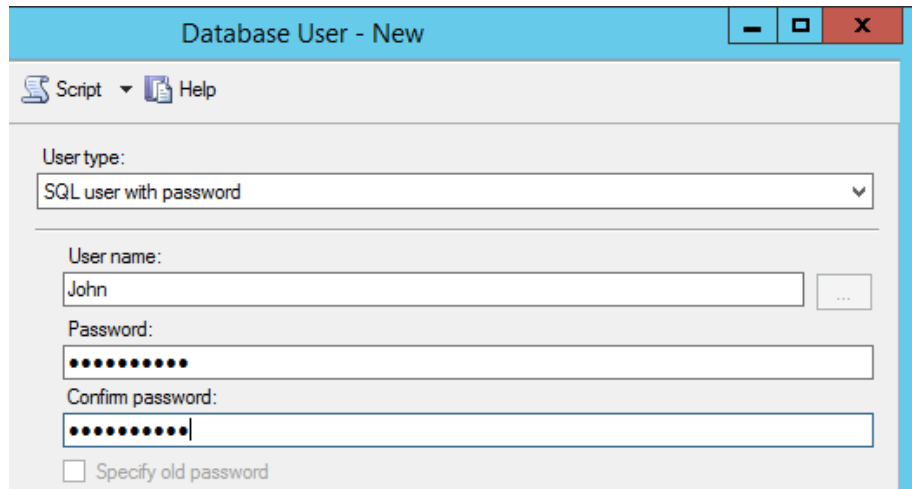 Database User - New
Script Help
User type:
SQL user with password
User name:
John
...
Password:
●●●●●●●●●●
Confirm password:
●●●●●●●●●●
Specify old password